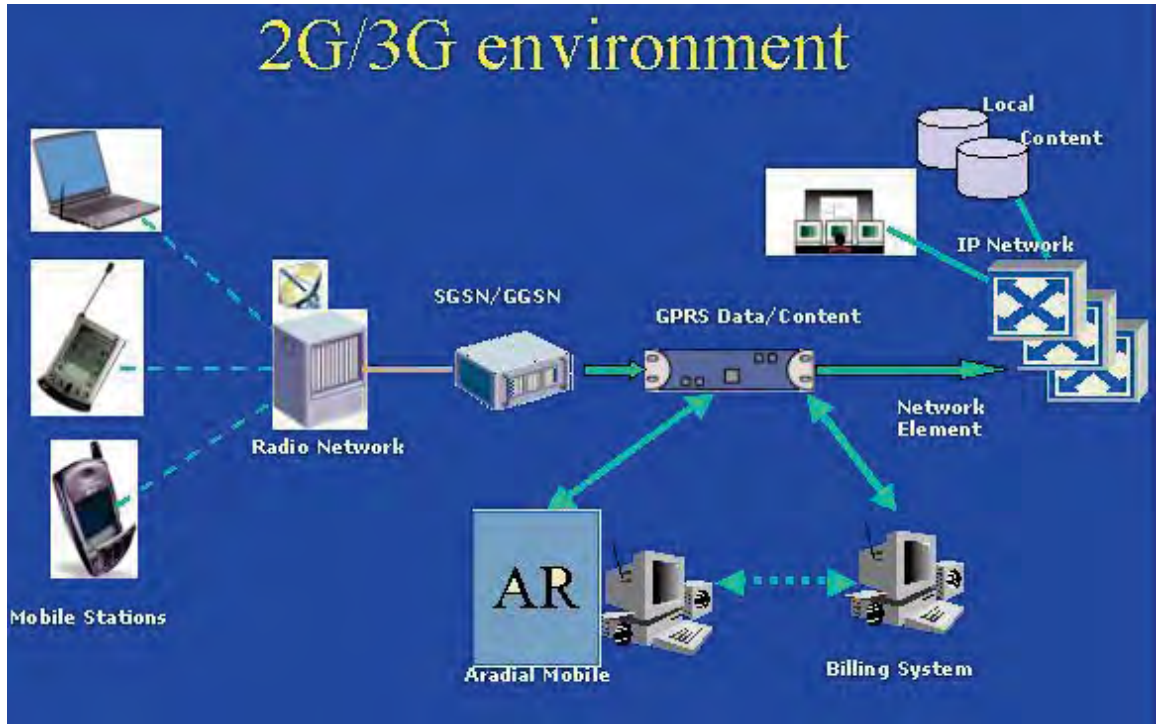 2G/3G environment
Local
Content
IP Network
SGSN/GGSN
GPRS Data/Content
Network
Element
Radio Network
AR
Mobile Stations
Aradial Mobile
Billing System